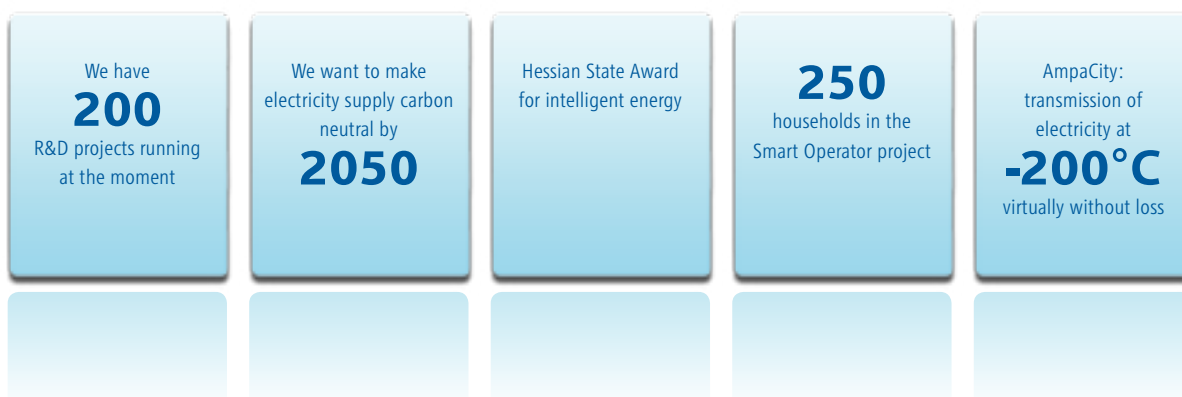 We have
200
R&D projects running
at the moment
We want to make
electricity supply carbon
neutral by
2050
Hessian State Award
for intelligent energy
250
households in the
Smart Operator project
AmpaCity:
transmission of
electricity at
-200°C
virtually without loss